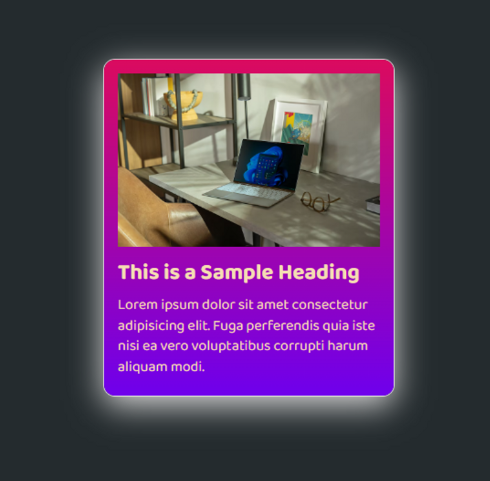 This is a Sample Heading
Lorem ipsum dolor sit amet consectetur
adipisicing elit. Fuga perferendis quia iste
nisi ea vero voluptatibus corrupti harum
aliquam modi.